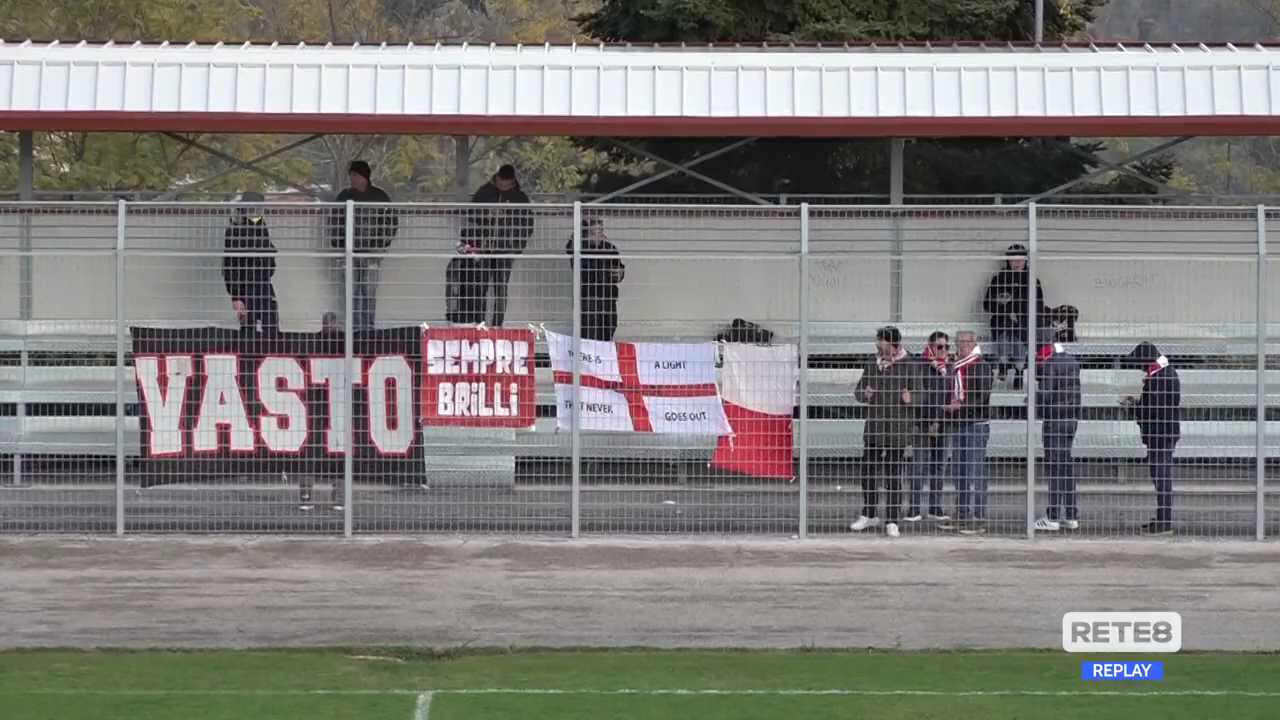 VASTO
SEMPRE
BRILLI
THERE IS A LIGHT
THAT NEVER GOES OUT
RETE8
REPLAY